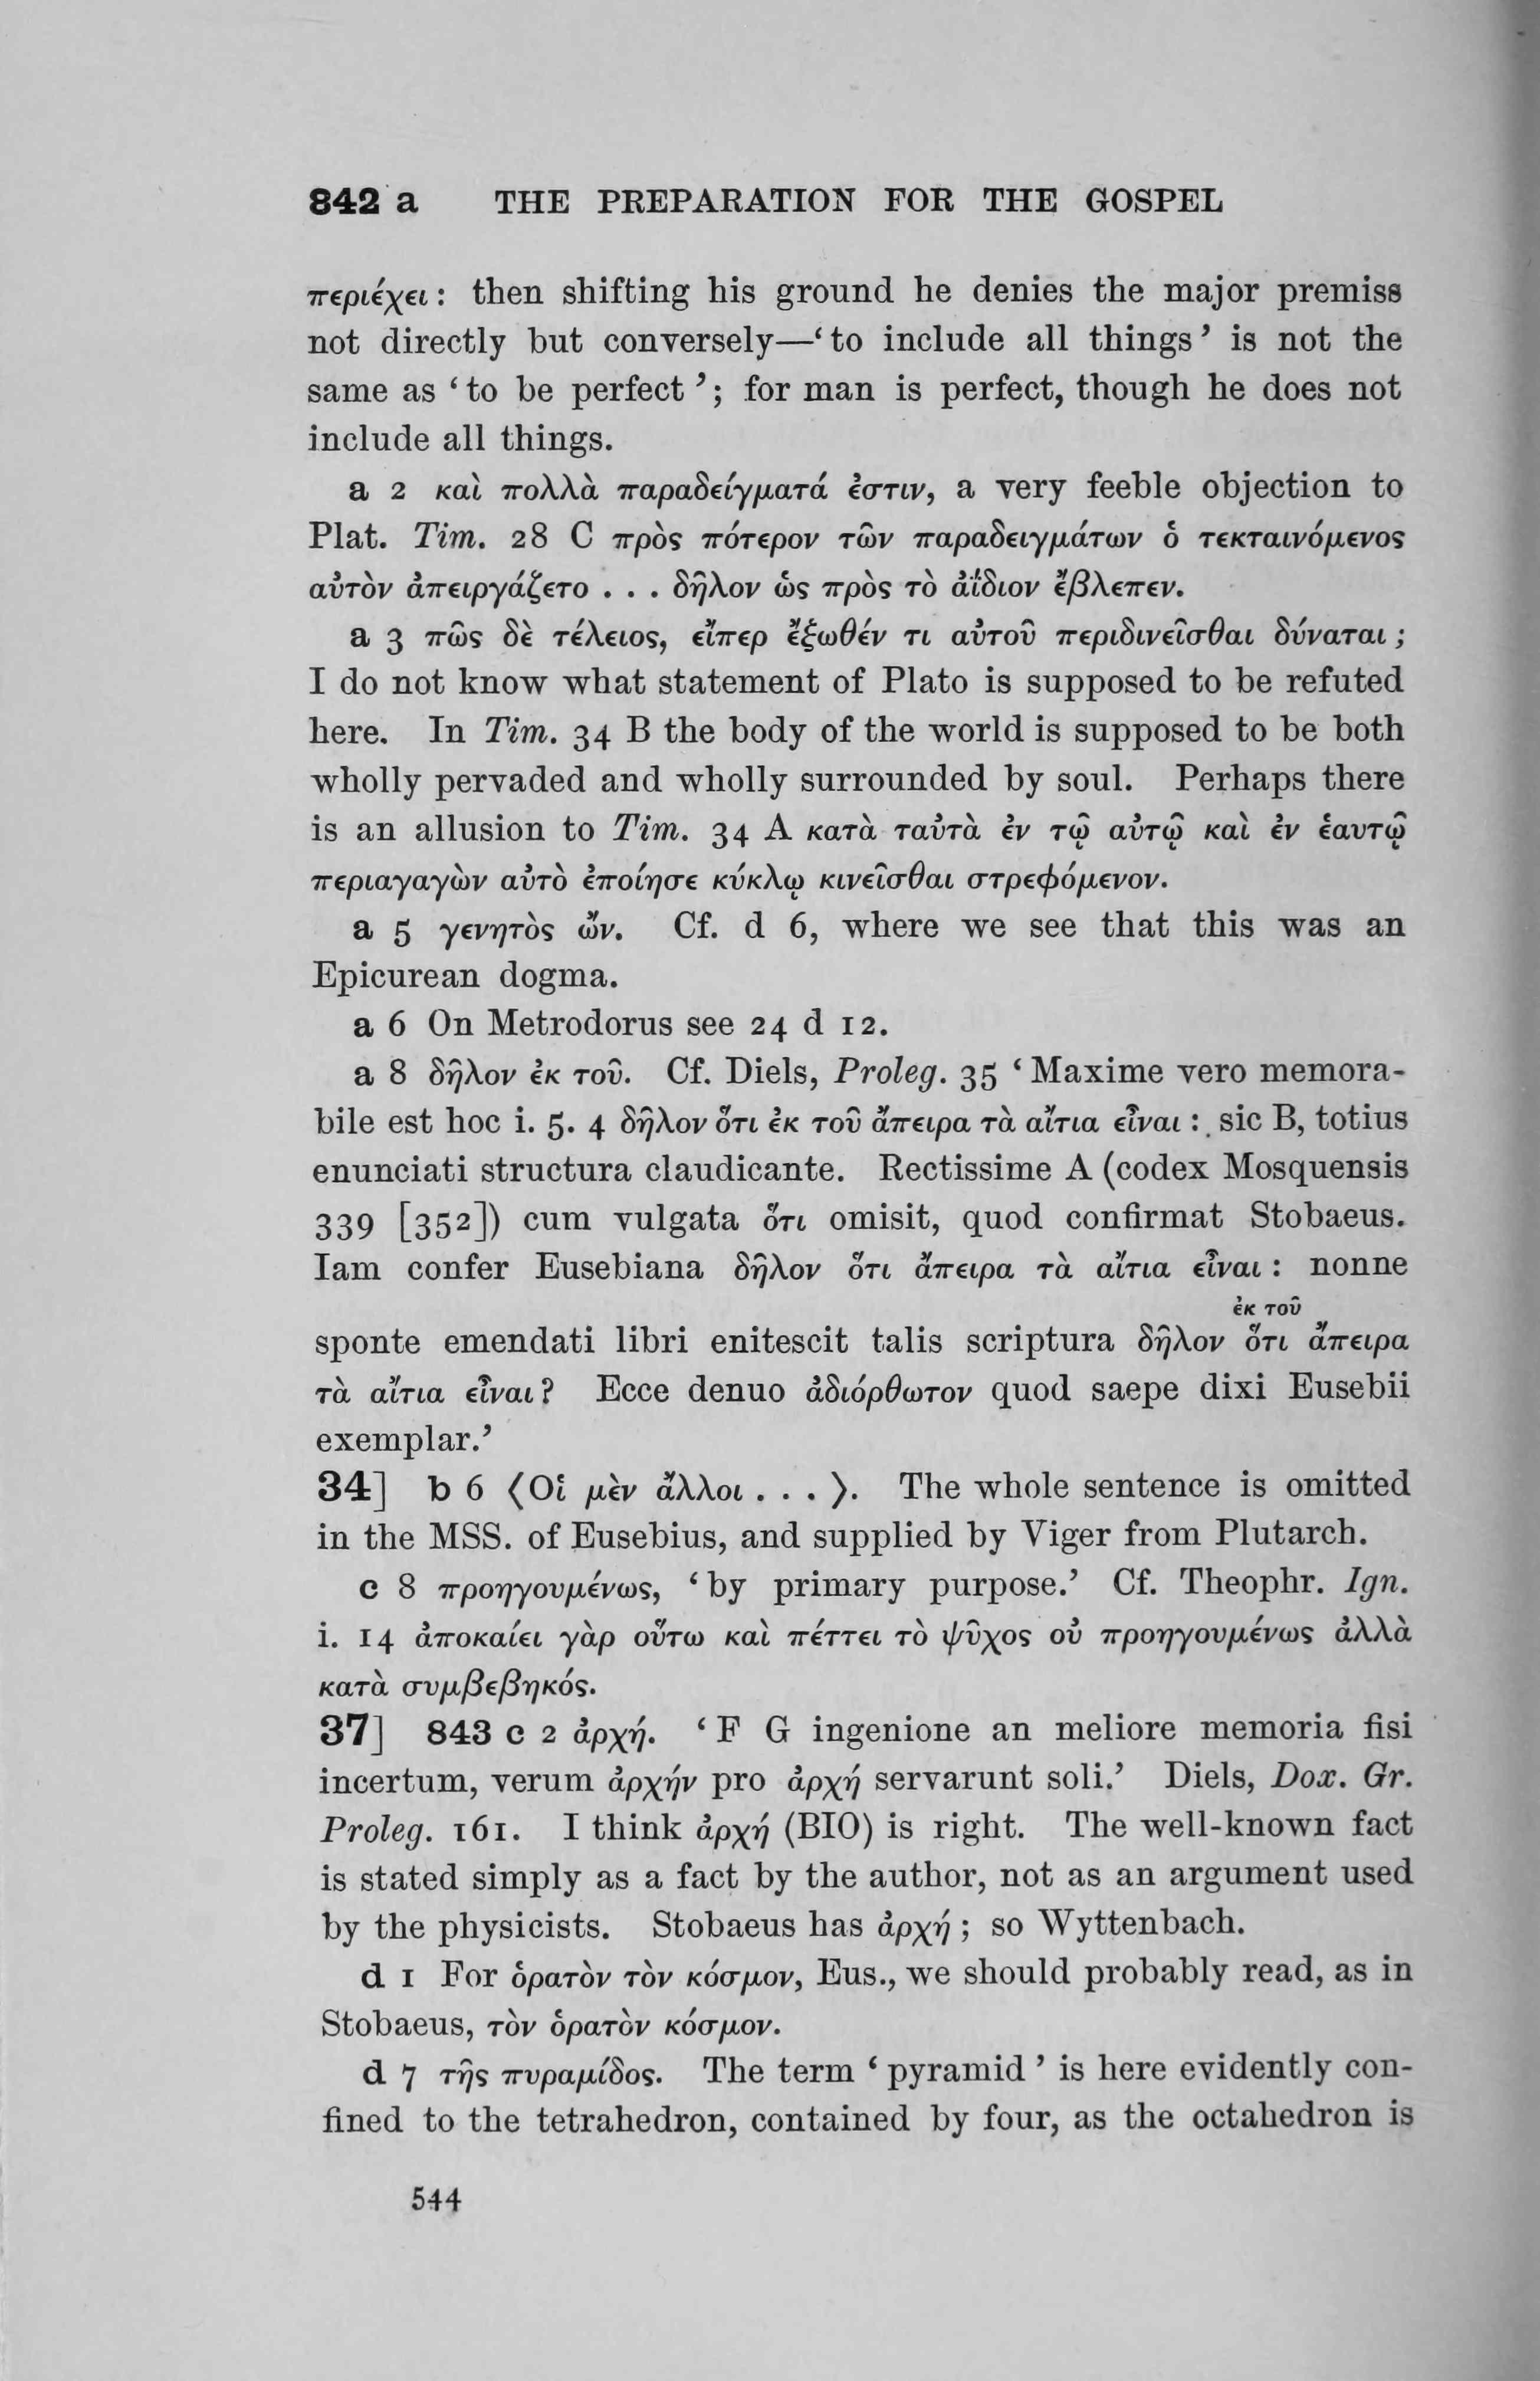 842 a THE PREPARATION FOR THE GOSPEL
περιέχει : then shifting his ground he denies the major premiss
not directly but conversely—‘to include all things’ is not the
same as ‘to be perfect’; for man is perfect, though he does not
include all things.
a 2 καὶ πολλὰ παραδείγματά ἐστιν, a very feeble objection to
Plat. Tim. 28 C πρὸς πότερον τῶν παραδειγμάτων ὁ τεκταινόμενος
αὐτὸν ἀπειργάζετο . . . δῆλον ὡς πρὸς τὸ ἀΐδιον ἔβλεπεν.
a 3 πῶς δὲ τέλειος, εἴπερ ἔξωθέν τι αὐτοῦ περιδινεῖσθαι δύναται ;
I do not know what statement of Plato is supposed to be refuted
here. In Tim. 34 B the body of the world is supposed to be both
wholly pervaded and wholly surrounded by soul. Perhaps there
is an allusion to Tim. 34 A κατὰ ταὐτὰ ἐν τῷ αὐτῷ καὶ ἐν ἑαυτῷ
περιαγαγὼν αὐτὸ ἐποίησε κύκλῳ κινεῖσθαι στρεφόμενον.
a 5 γενητὸς ὤν. Cf. d 6, where we see that this was an
Epicurean dogma.
a 6 On Metrodorus see 24 d 12.
a 8 δῆλον ἐκ τοῦ. Cf. Diels, Proleg. 35 ‘Maxime vero memora-
bile est hoc i. 5. 4 δῆλον ὅτι ἐκ τοῦ ἄπειρα τὰ αἴτια εἶναι : sic B, totius
enunciati structura claudicante. Rectissime A (codex Mosquensis
339 [352]) cum vulgata ὅτι omisit, quod confirmat Stobaeus.
Iam confer Eusebiana δῆλον ὅτι ἄπειρα τὰ αἴτια εἶναι : nonne
ἐκ τοῦ
sponte emendati libri enitescit talis scriptura δῆλον ὅτι ἄπειρα
τὰ αἴτια εἶναι? Ecce denuo ἀδιόρθωτον quod saepe dixi Eusebii
exemplar.’
34] b 6 ⟨Οἱ μὲν ἄλλοι . . . ⟩. The whole sentence is omitted
in the MSS. of Eusebius, and supplied by Viger from Plutarch.
c 8 προηγουμένως, ‘by primary purpose.’ Cf. Theophr. Ign.
i. 14 ἀποκαίει γὰρ οὕτω καὶ πέττει τὸ ψῦχος οὐ προηγουμένως ἀλλὰ
κατὰ συμβεβηκός.
37] 843 c 2 ἀρχή. ‘F G ingenione an meliore memoria fisi
incertum, verum ἀρχήν pro ἀρχή servarunt soli.’ Diels, Dox. Gr.
Proleg. 161. I think ἀρχή (BIO) is right. The well-known fact
is stated simply as a fact by the author, not as an argument used
by the physicists. Stobaeus has ἀρχή ; so Wyttenbach.
d 1 For ὁρατὸν τὸν κόσμον, Eus., we should probably read, as in
Stobaeus, τὸν ὁρατὸν κόσμον.
d 7 τῆς πυραμίδος. The term ‘pyramid’ is here evidently con-
fined to the tetrahedron, contained by four, as the octahedron is
544